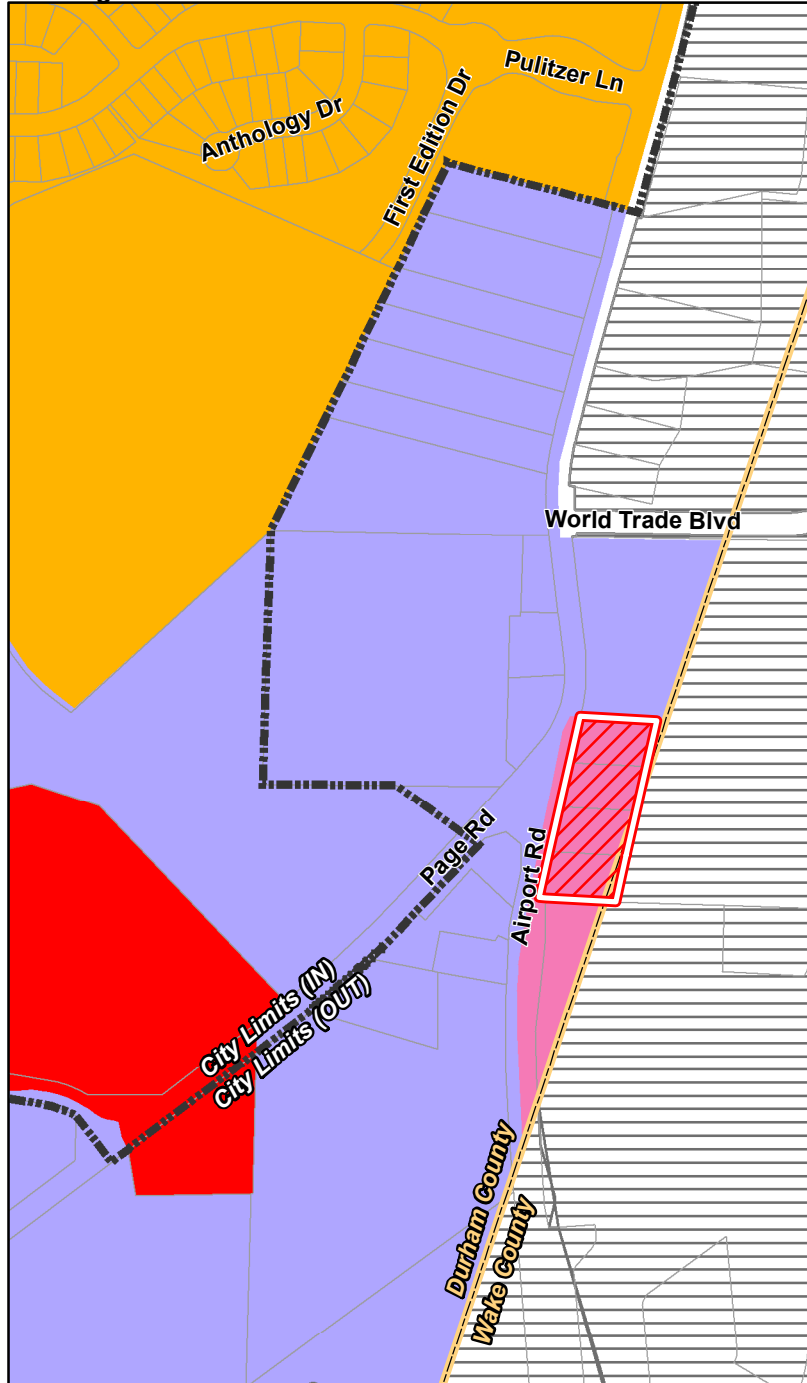 Pulitzer Ln
Anthology Dr
First Edition Dr
World Trade Blvd
Page Rd
Airport Rd
City Limits (IN)
City Limits (OUT)
Durham County
Wake County